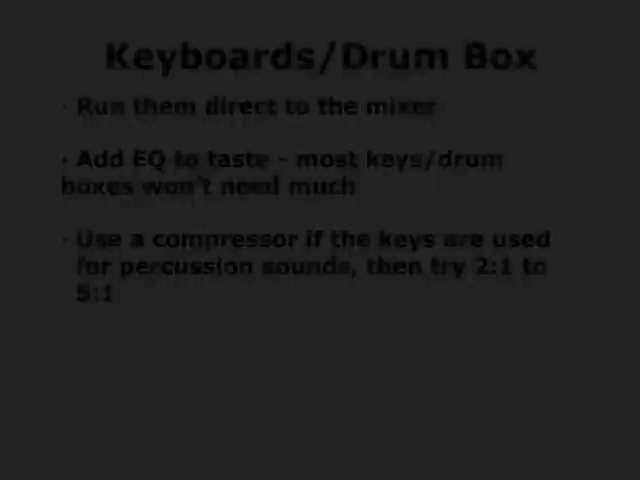 Keyboards/Drum Box
· Run them direct to the mixer
· Add EQ to taste - most keys/drum
boxes won't need much
· Use a compressor if the keys are used
for percussion sounds, then try 2:1 to
5:1